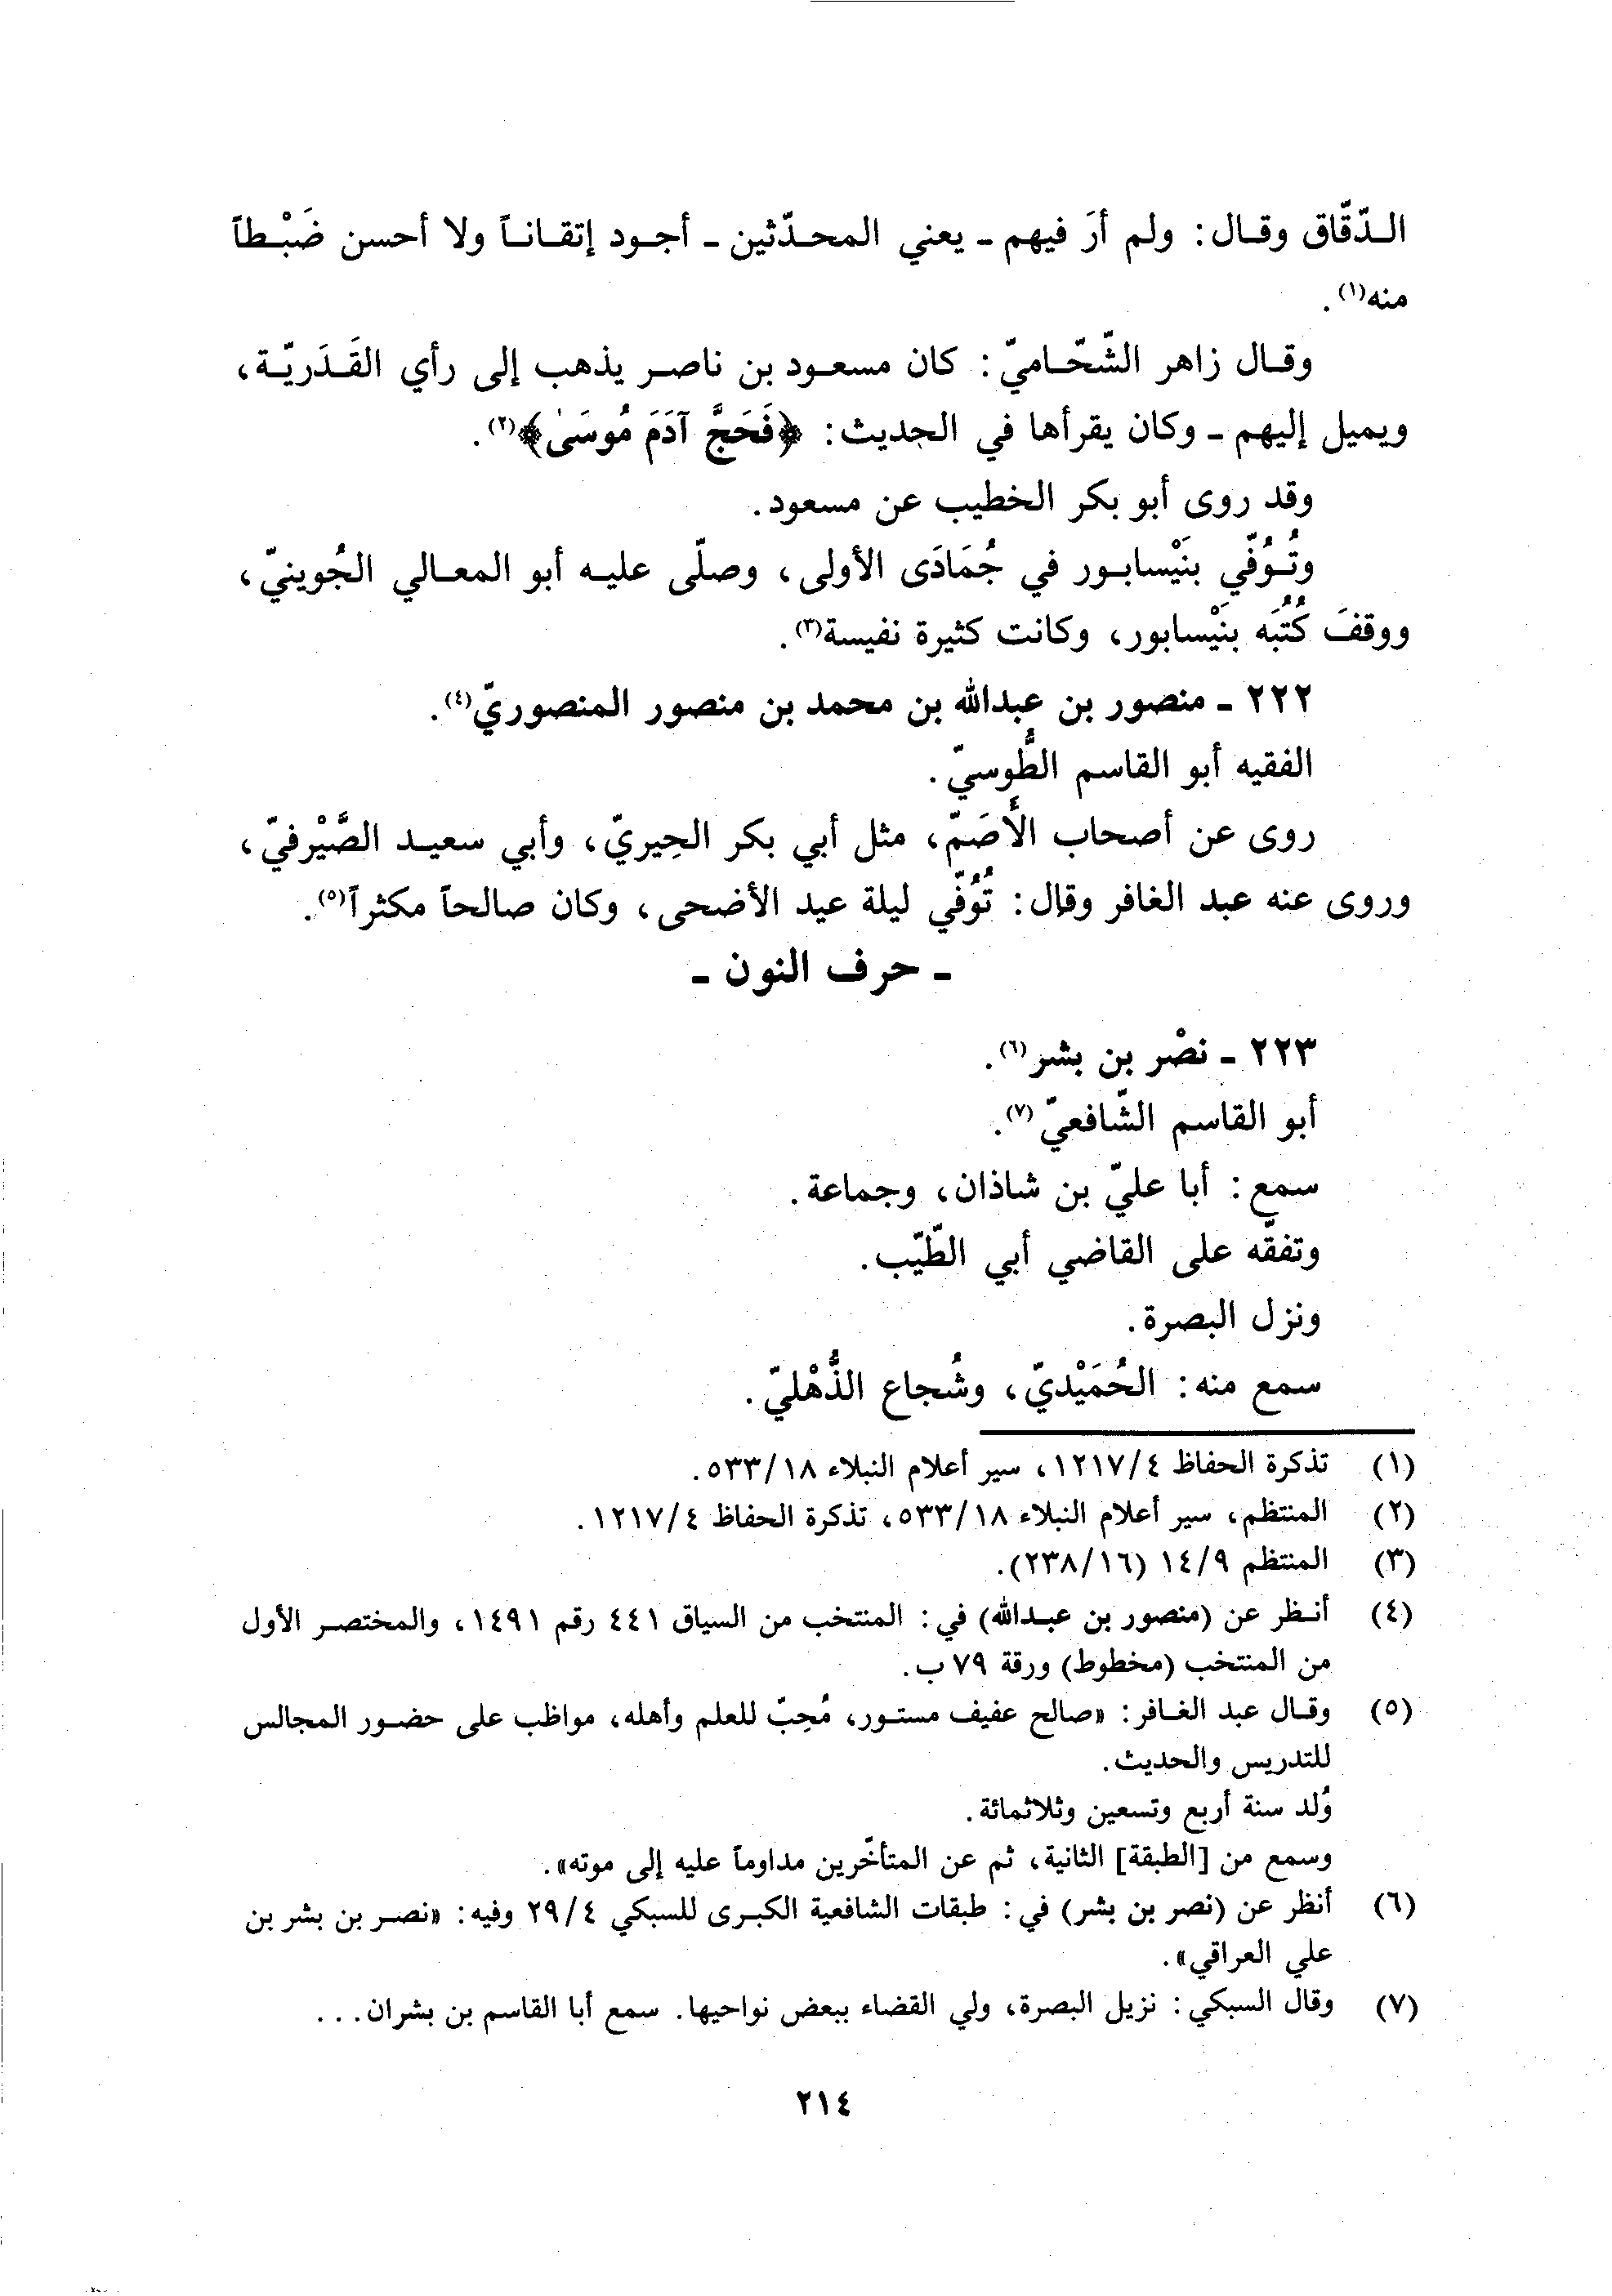 الدّقّاق وقال: ولم أرَ فيهم - يعني المحدّثين - أجود إتقاناً ولا أحسن ضَبْطاً
منه(١).
وقال زاهر الشّحّاميّ: كان مسعود بن ناصر يذهب إلى رأي القَدَريّة،
ويميل إليهم - وكان يقرأها في الحديث: ﴿فَحَجَّ آدَمَ مُوسَىٰ﴾(٢).
وقد روى أبو بكر الخطيب عن مسعود.
وتُوُفّي بنَيْسابور في جُمَادَى الأولى، وصلّى عليه أبو المعالي الجُوينيّ،
ووقفَ كُتُبَه بنَيْسابور، وكانت كثيرة نفيسة(٣).
٢٢٢ - منصور بن عبدالله بن محمد بن منصور المنصوريّ(٤).
الفقيه أبو القاسم الطُّوسيّ.
روى عن أصحاب الأَصَمّ، مثل أبي بكر الحِيريّ، وأبي سعيد الصَّيْرفيّ،
وروى عنه عبد الغافر وقال: تُوُفّي ليلة عيد الأضحى، وكان صالحاً مكثراً(٥).
- حرف النون -
٢٢٣ - نصْر بن بشر(٦).
أبو القاسم الشّافعيّ(٧).
سمع: أبا عليّ بن شاذان، وجماعة.
وتفقّه على القاضي أبي الطّيّب.
ونزل البصرة.
سمع منه: الحُمَيْديّ، وشُجاع الذُّهْليّ.
(١) تذكرة الحفاظ ١٢١٧/٤، سير أعلام النبلاء ٥٣٣/١٨.
(٢) المنتظم، سير أعلام النبلاء ٥٣٣/١٨، تذكرة الحفاظ ١٢١٧/٤.
(٣) المنتظم ١٤/٩ (٢٣٨/١٦).
(٤) أنظر عن (منصور بن عبدالله) في: المنتخب من السياق ٤٤١ رقم ١٤٩١، والمختصر الأول
من المنتخب (مخطوط) ورقة ٧٩ ب.
(٥) وقال عبد الغافر: «صالح عفيف مستور، مُحِبّ للعلم وأهله، مواظب على حضور المجالس
للتدريس والحديث.
وُلد سنة أربع وتسعين وثلاثمائة.
وسمع من [الطبقة] الثانية، ثم عن المتأخّرين مداوماً عليه إلى موته».
(٦) أنظر عن (نصر بن بشر) في: طبقات الشافعية الكبرى للسبكي ٢٩/٤ وفيه: «نصر بن بشر بن
علي العراقي».
(٧) وقال السبكي: نزيل البصرة، ولي القضاء ببعض نواحيها. سمع أبا القاسم بن بشران...
٢١٤